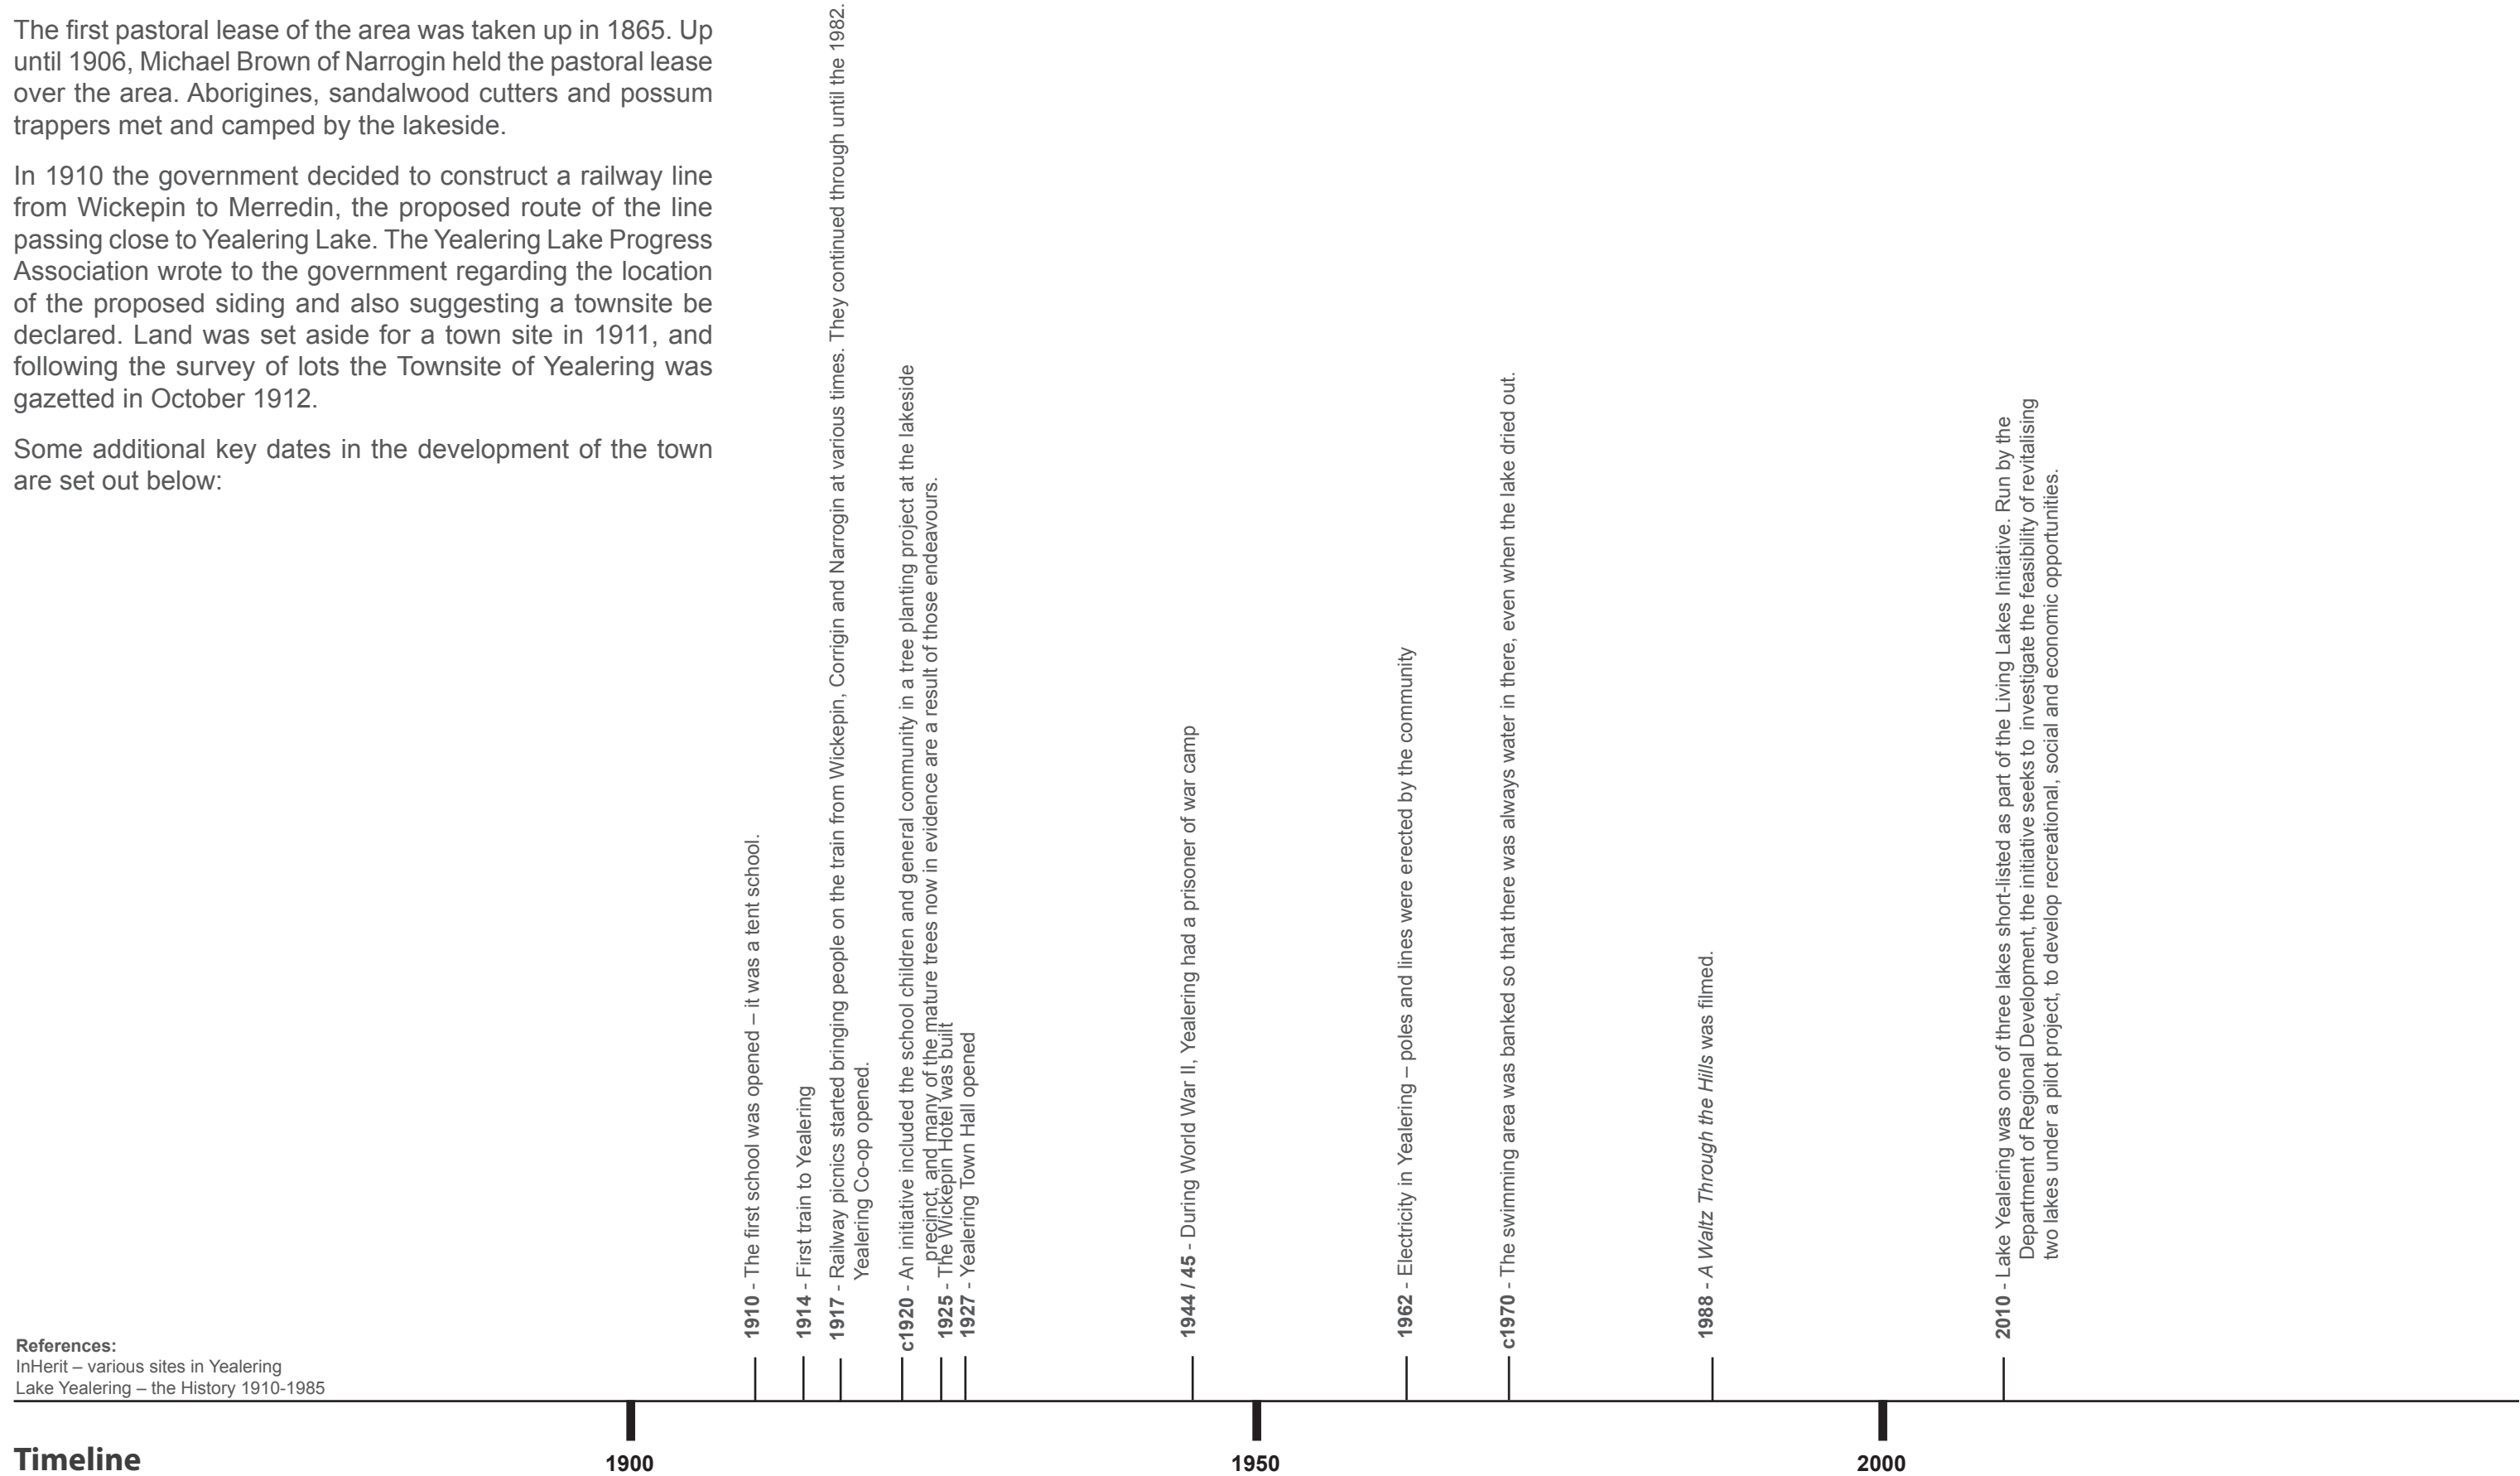 The first pastoral lease of the area was taken up in 1865. Up
until 1906, Michael Brown of Narrogin held the pastoral lease
over the area. Aborigines, sandalwood cutters and possum
trappers met and camped by the lakeside.
In 1910 the government decided to construct a railway line
from Wickepin to Merredin, the proposed route of the line
passing close to Yealering Lake. The Yealering Lake Progress
Association wrote to the government regarding the location
of the proposed siding and also suggesting a townsite be
declared. Land was set aside for a town site in 1911, and
following the survey of lots the Townsite of Yealering was
gazetted in October 1912.
Some additional key dates in the development of the town
are set out below:
1910 - The first school was opened – it was a tent school.
1914 - First train to Yealering
1917 - Railway picnics started bringing people on the train from Wickepin, Corrigin and Narrogin at various times. They continued through until the 1982.
Yealering Co-op opened.
c1920 - An initiative included the school children and general community in a tree planting project at the lakeside
precinct, and many of the mature trees now in evidence are a result of those endeavours.
1925 - The Wickepin Hotel was built
1927 - Yealering Town Hall opened
1944 / 45 - During World War II, Yealering had a prisoner of war camp
1962 - Electricity in Yealering – poles and lines were erected by the community
c1970 - The swimming area was banked so that there was always water in there, even when the lake dried out.
1988 - A Waltz Through the Hills was filmed.
2010 - Lake Yealering was one of three lakes short-listed as part of the Living Lakes Initiative. Run by the
Department of Regional Development, the initiative seeks to investigate the feasibility of revitalising
two lakes under a pilot project, to develop recreational, social and economic opportunities.
References:
InHerit – various sites in Yealering
Lake Yealering – the History 1910-1985
Timeline
1900
1950
2000